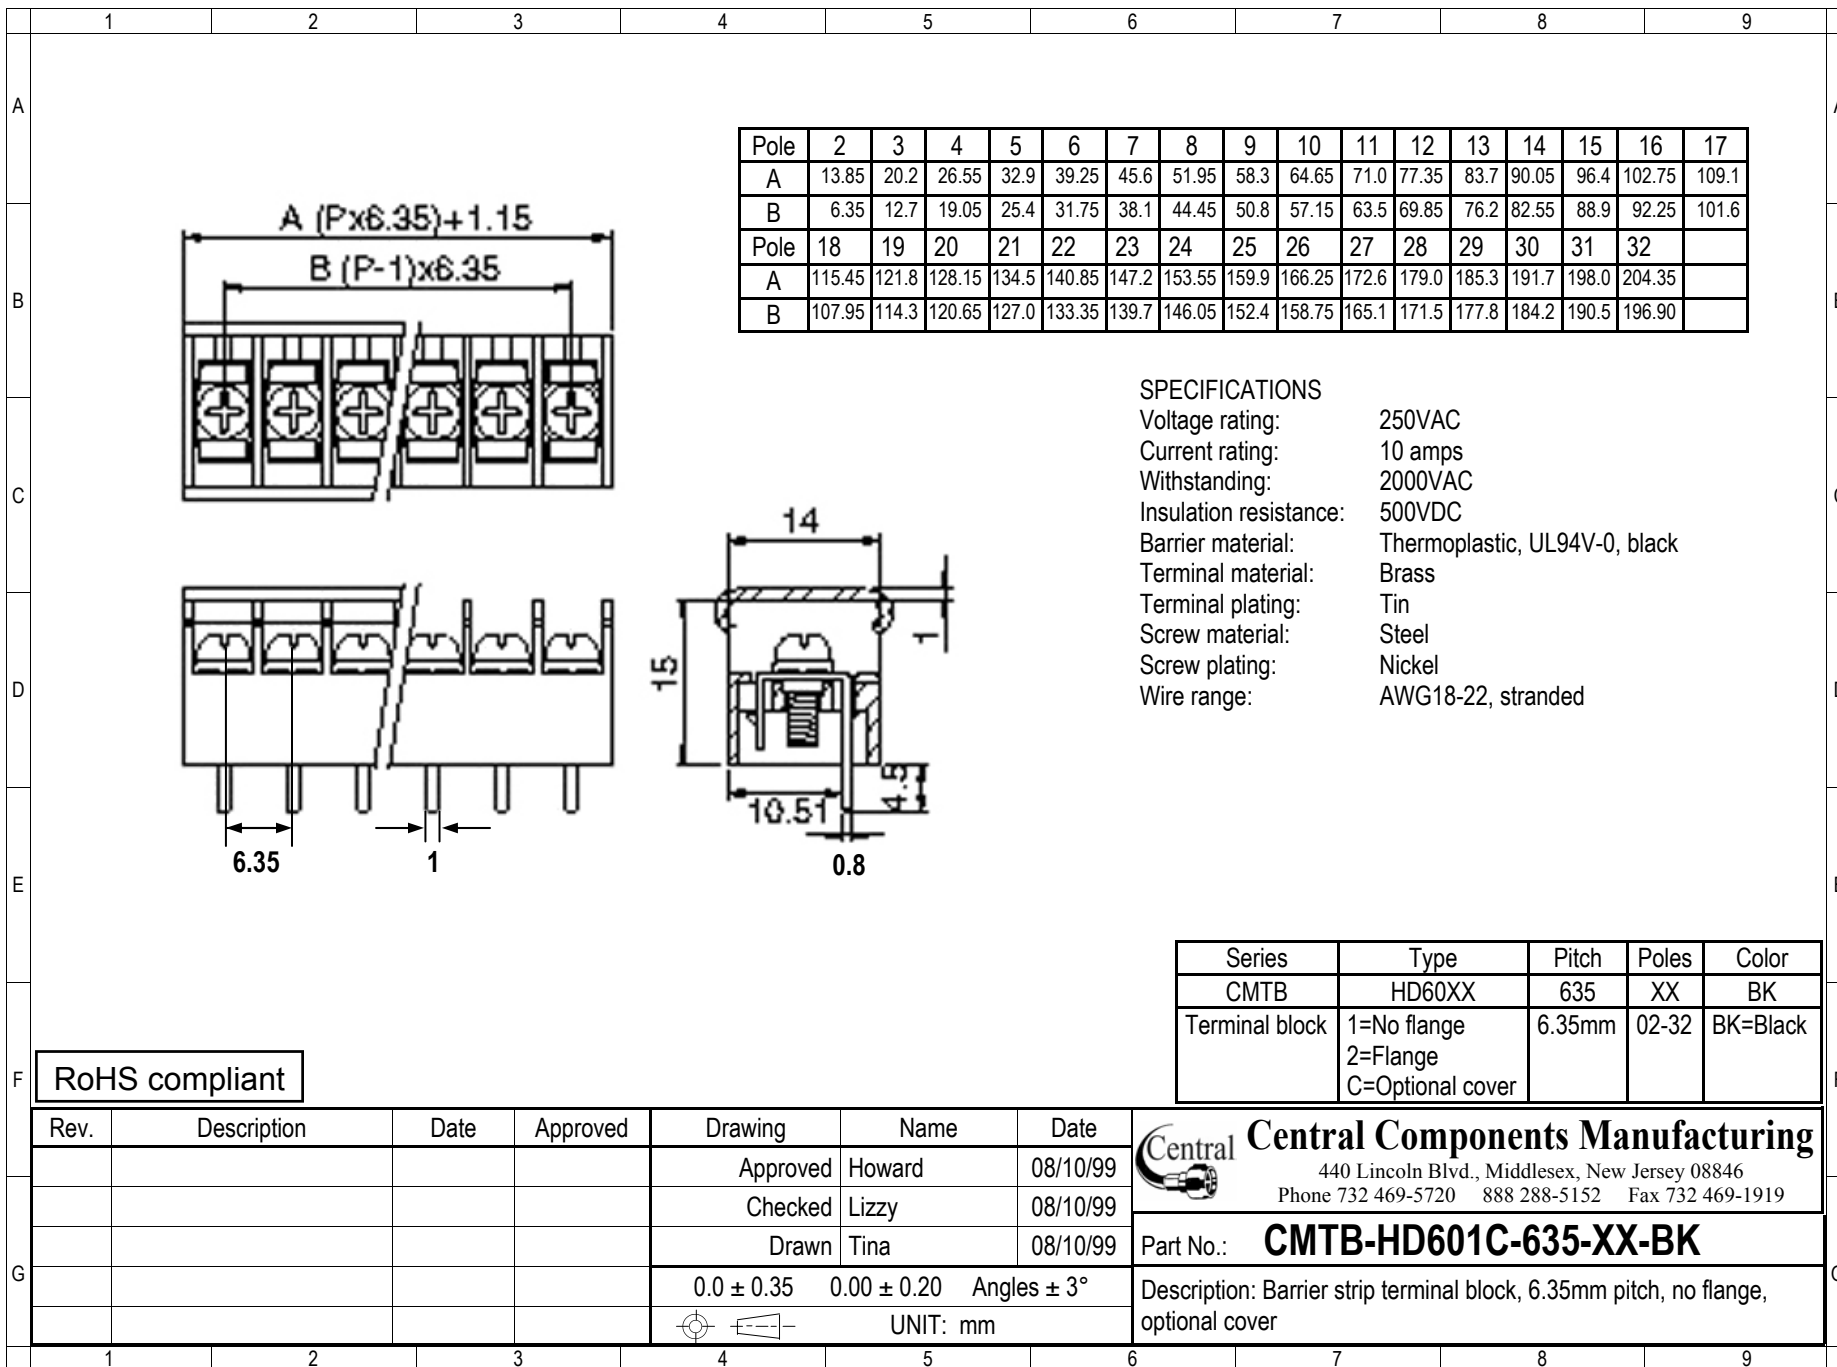 1 2 3 4 5 6 7 8 9
A
B
C
D
E
F
G
Pole 2 3 4 5 6 7 8 9 10 11 12 13 14 15 16 17
A 13.85 20.2 26.55 32.9 39.25 45.6 51.95 58.3 64.65 71.0 77.35 83.7 90.05 96.4 102.75 109.1
B 6.35 12.7 19.05 25.4 31.75 38.1 44.45 50.8 57.15 63.5 69.85 76.2 82.55 88.9 92.25 101.6
Pole 18 19 20 21 22 23 24 25 26 27 28 29 30 31 32
A 115.45 121.8 128.15 134.5 140.85 147.2 153.55 159.9 166.25 172.6 179.0 185.3 191.7 198.0 204.35
B 107.95 114.3 120.65 127.0 133.35 139.7 146.05 152.4 158.75 165.1 171.5 177.8 184.2 190.5 196.90
A (Px6.35)+1.15
B (P-1)x6.35
SPECIFICATIONS
Voltage rating: 250VAC
Current rating: 10 amps
Withstanding: 2000VAC
Insulation resistance: 500VDC
Barrier material: Thermoplastic, UL94V-0, black
Terminal material: Brass
Terminal plating: Tin
Screw material: Steel
Screw plating: Nickel
Wire range: AWG18-22, stranded
14
1
15
4.5
10.51
0.8
6.35
1
Series Type Pitch Poles Color
CMTB HD60XX 635 XX BK
Terminal block 1=No flange 6.35mm 02-32 BK=Black
2=Flange
C=Optional cover
RoHS compliant
Rev. Description Date Approved
Drawing Name Date
Approved Howard 08/10/99
Checked Lizzy 08/10/99
Drawn Tina 08/10/99
0.0 ± 0.35 0.00 ± 0.20 Angles ± 3°
UNIT: mm
Central
Central Components Manufacturing
440 Lincoln Blvd., Middlesex, New Jersey 08846
Phone 732 469-5720 888 288-5152 Fax 732 469-1919
Part No.: CMTB-HD601C-635-XX-BK
Description: Barrier strip terminal block, 6.35mm pitch, no flange,
optional cover
1 2 3 4 5 6 7 8 9